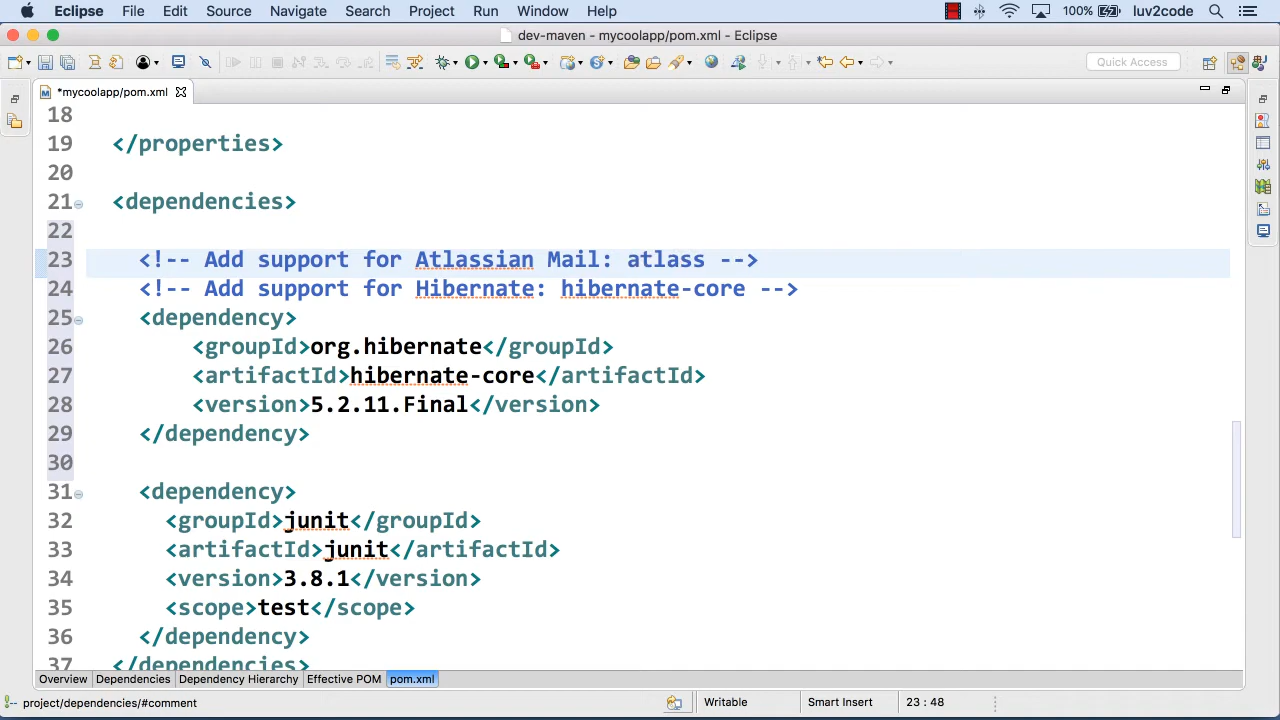 Eclipse File Edit Source Navigate Search Project Run Window Help 100% luv2code
dev-maven - mycoolapp/pom.xml - Eclipse
Quick Access
*mycoolapp/pom.xml
18
19 </properties>
20
21 <dependencies>
22
23 <!-- Add support for Atlassian Mail: atlass -->
24 <!-- Add support for Hibernate: hibernate-core -->
25 <dependency>
26 <groupId>org.hibernate</groupId>
27 <artifactId>hibernate-core</artifactId>
28 <version>5.2.11.Final</version>
29 </dependency>
30
31 <dependency>
32 <groupId>junit</groupId>
33 <artifactId>junit</artifactId>
34 <version>3.8.1</version>
35 <scope>test</scope>
36 </dependency>
37 </dependencies>
Overview Dependencies Dependency Hierarchy Effective POM pom.xml
project/dependencies/#comment Writable Smart Insert 23 : 48